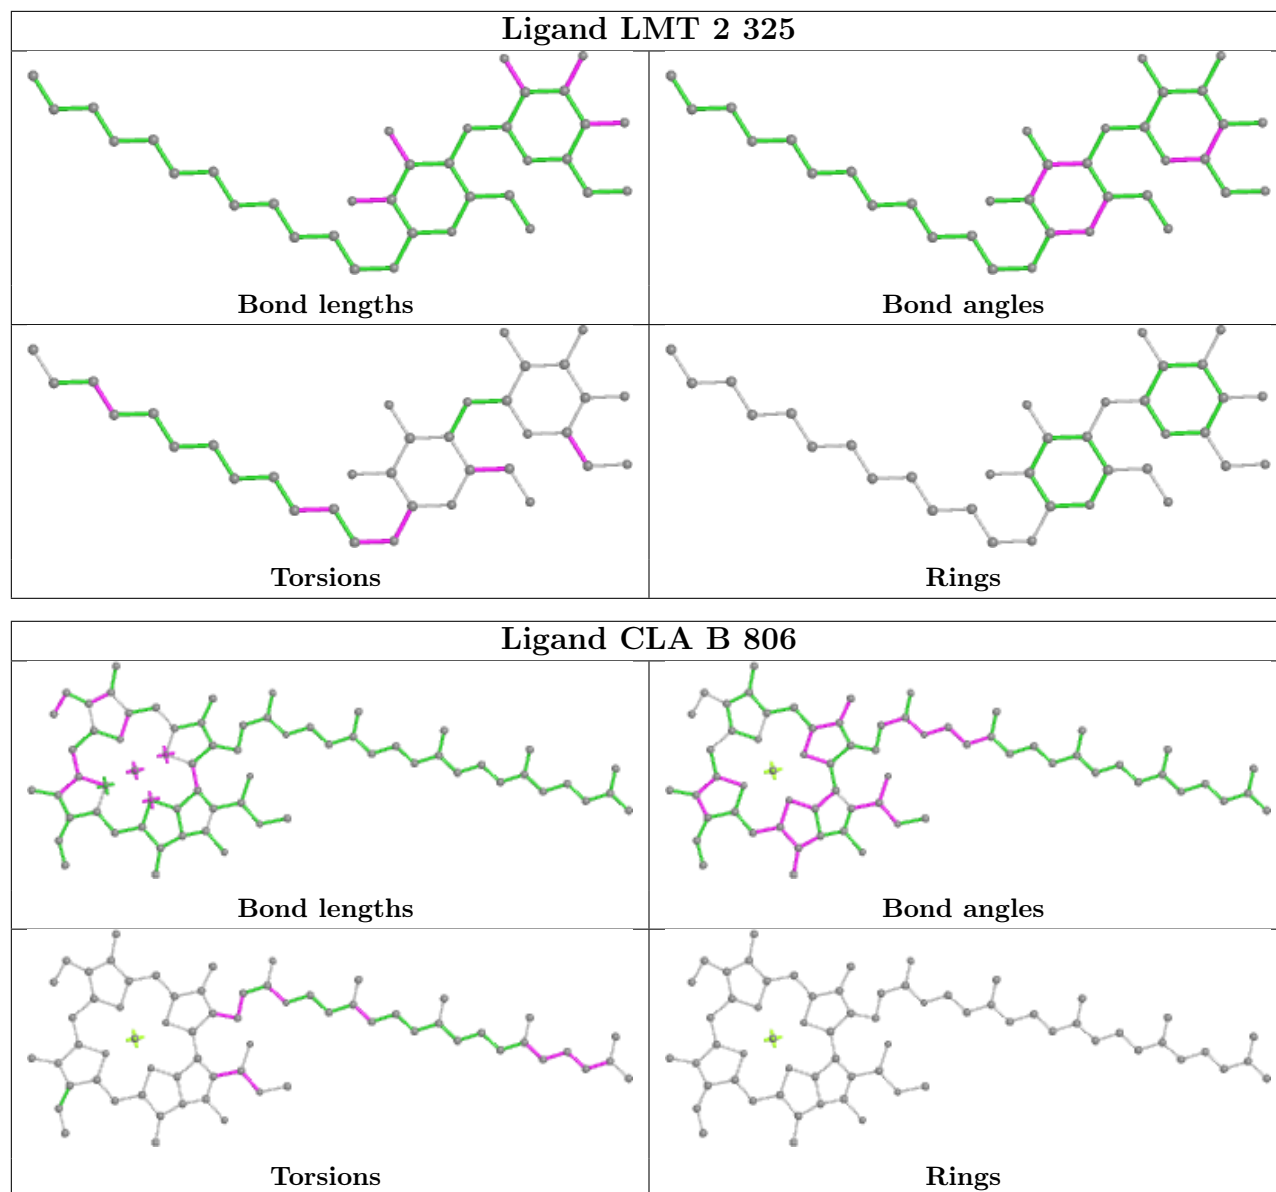 Ligand LMT 2 325
Bond lengths
Bond angles
Torsions
Rings
Ligand CLA B 806
Bond lengths
Bond angles
Torsions
Rings